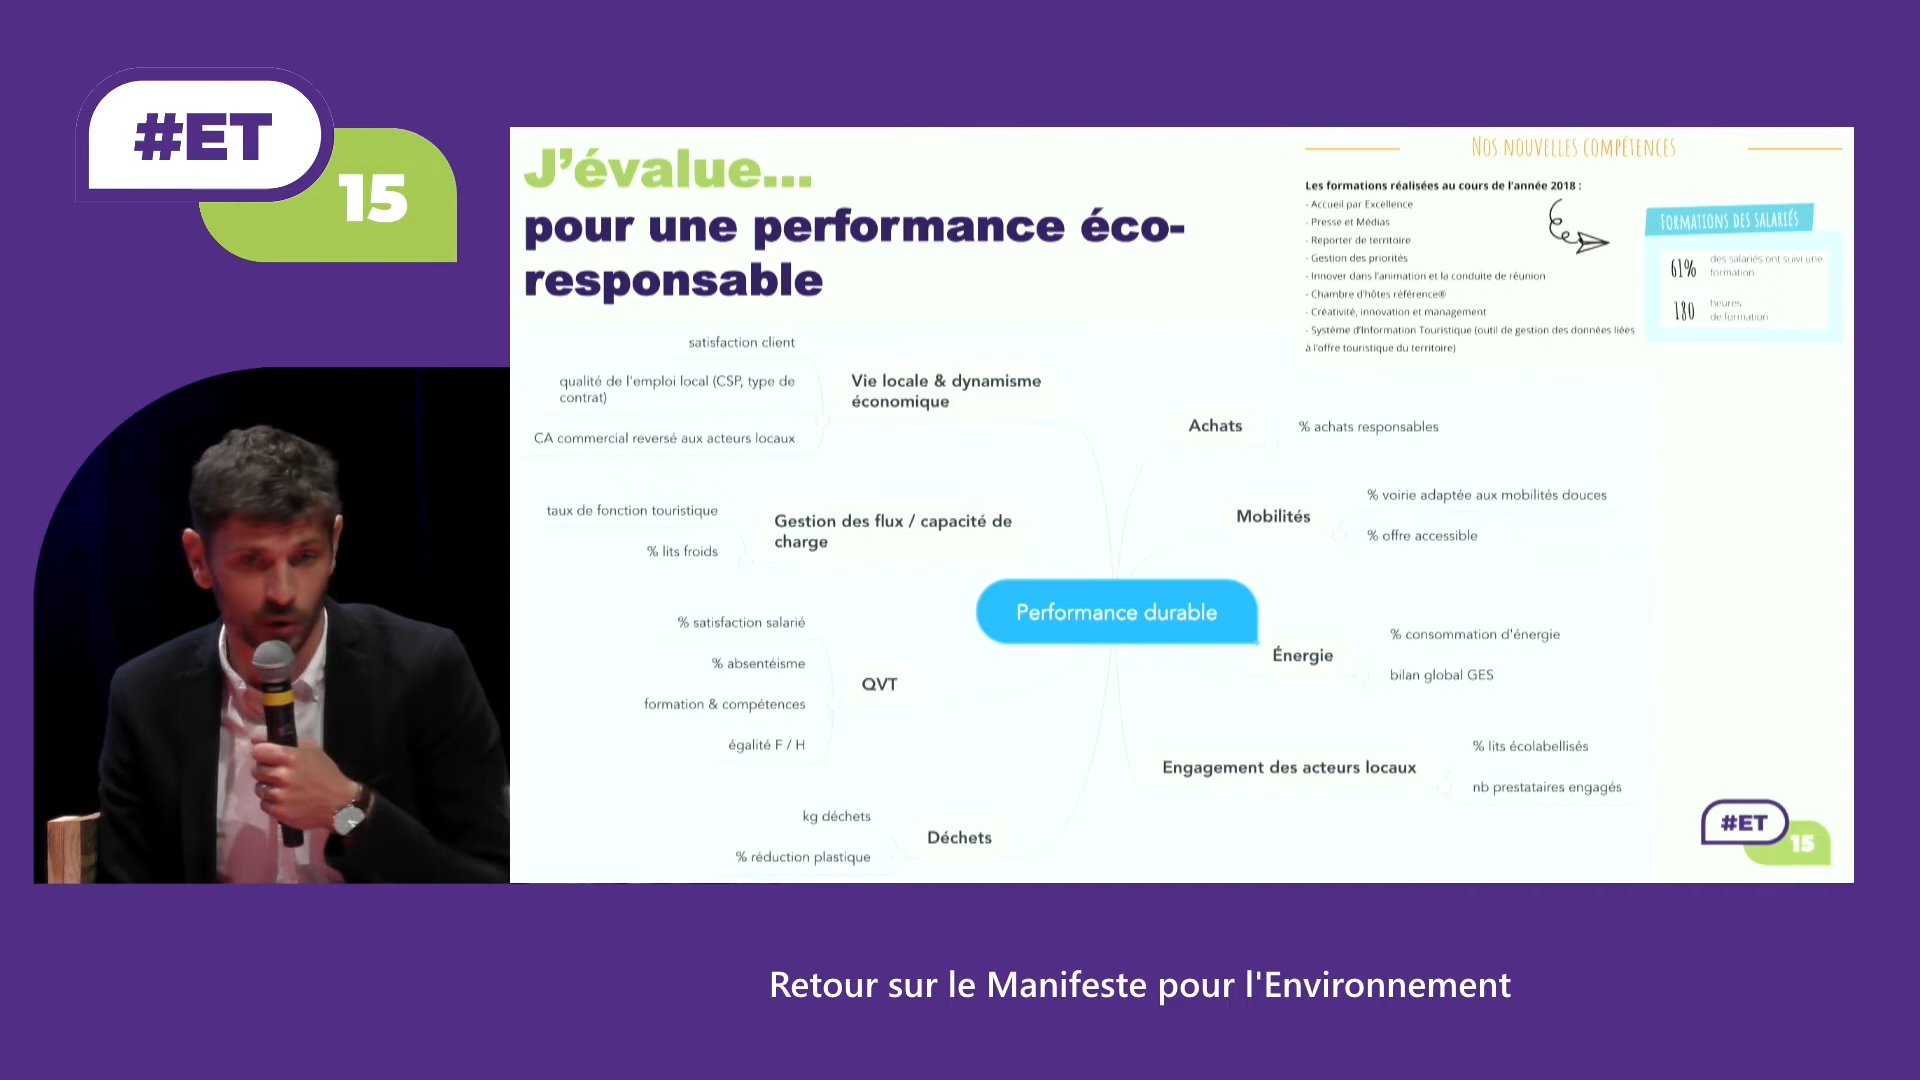 #ET
15
J'évalue...
pour une performance éco-
responsable
Nos nouvelles compétences
Les formations réalisées au cours de l'année 2018 :
- Accueil par Excellence
- Presse et Médias
- Reporter de territoire
- Gestion des priorités
- Innover dans l'animation et la conduite de réunion
- Chambre d'hôtes référence®
- Créativité, innovation et management
- Système d'Information Touristique (outil de gestion des données liées
à l'offre touristique du territoire)
Formations des salariés
61% des salariés ont suivi une
formation
180 heures
de formation
satisfaction client
qualité de l'emploi local (CSP, type de
contrat)
CA commercial reversé aux acteurs locaux
Vie locale & dynamisme
économique
taux de fonction touristique
% lits froids
Gestion des flux / capacité de
charge
% satisfaction salarié
% absentéisme
formation & compétences
égalité F / H
QVT
kg déchets
% réduction plastique
Déchets
Performance durable
Achats
% achats responsables
Mobilités
% voirie adaptée aux mobilités douces
% offre accessible
Énergie
% consommation d'énergie
bilan global GES
Engagement des acteurs locaux
% lits écolabellisés
nb prestataires engagés
#ET
15
Retour sur le Manifeste pour l'Environnement